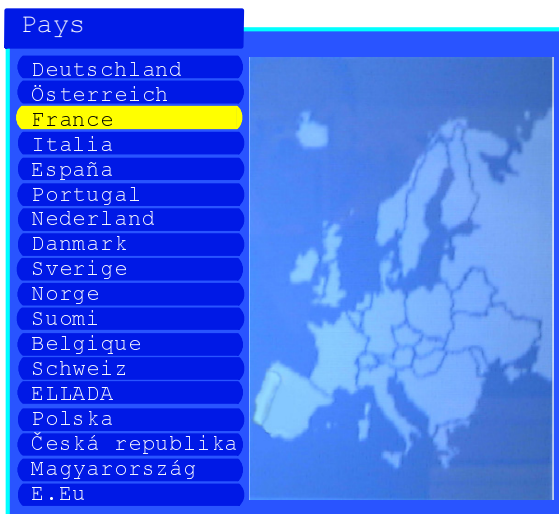 Pays
Deutschland
Österreich
France
Italia
España
Portugal
Nederland
Danmark
Sverige
Norge
Suomi
Belgique
Schweiz
ELLADA
Polska
Česká republika
Magyarország
E.Eu